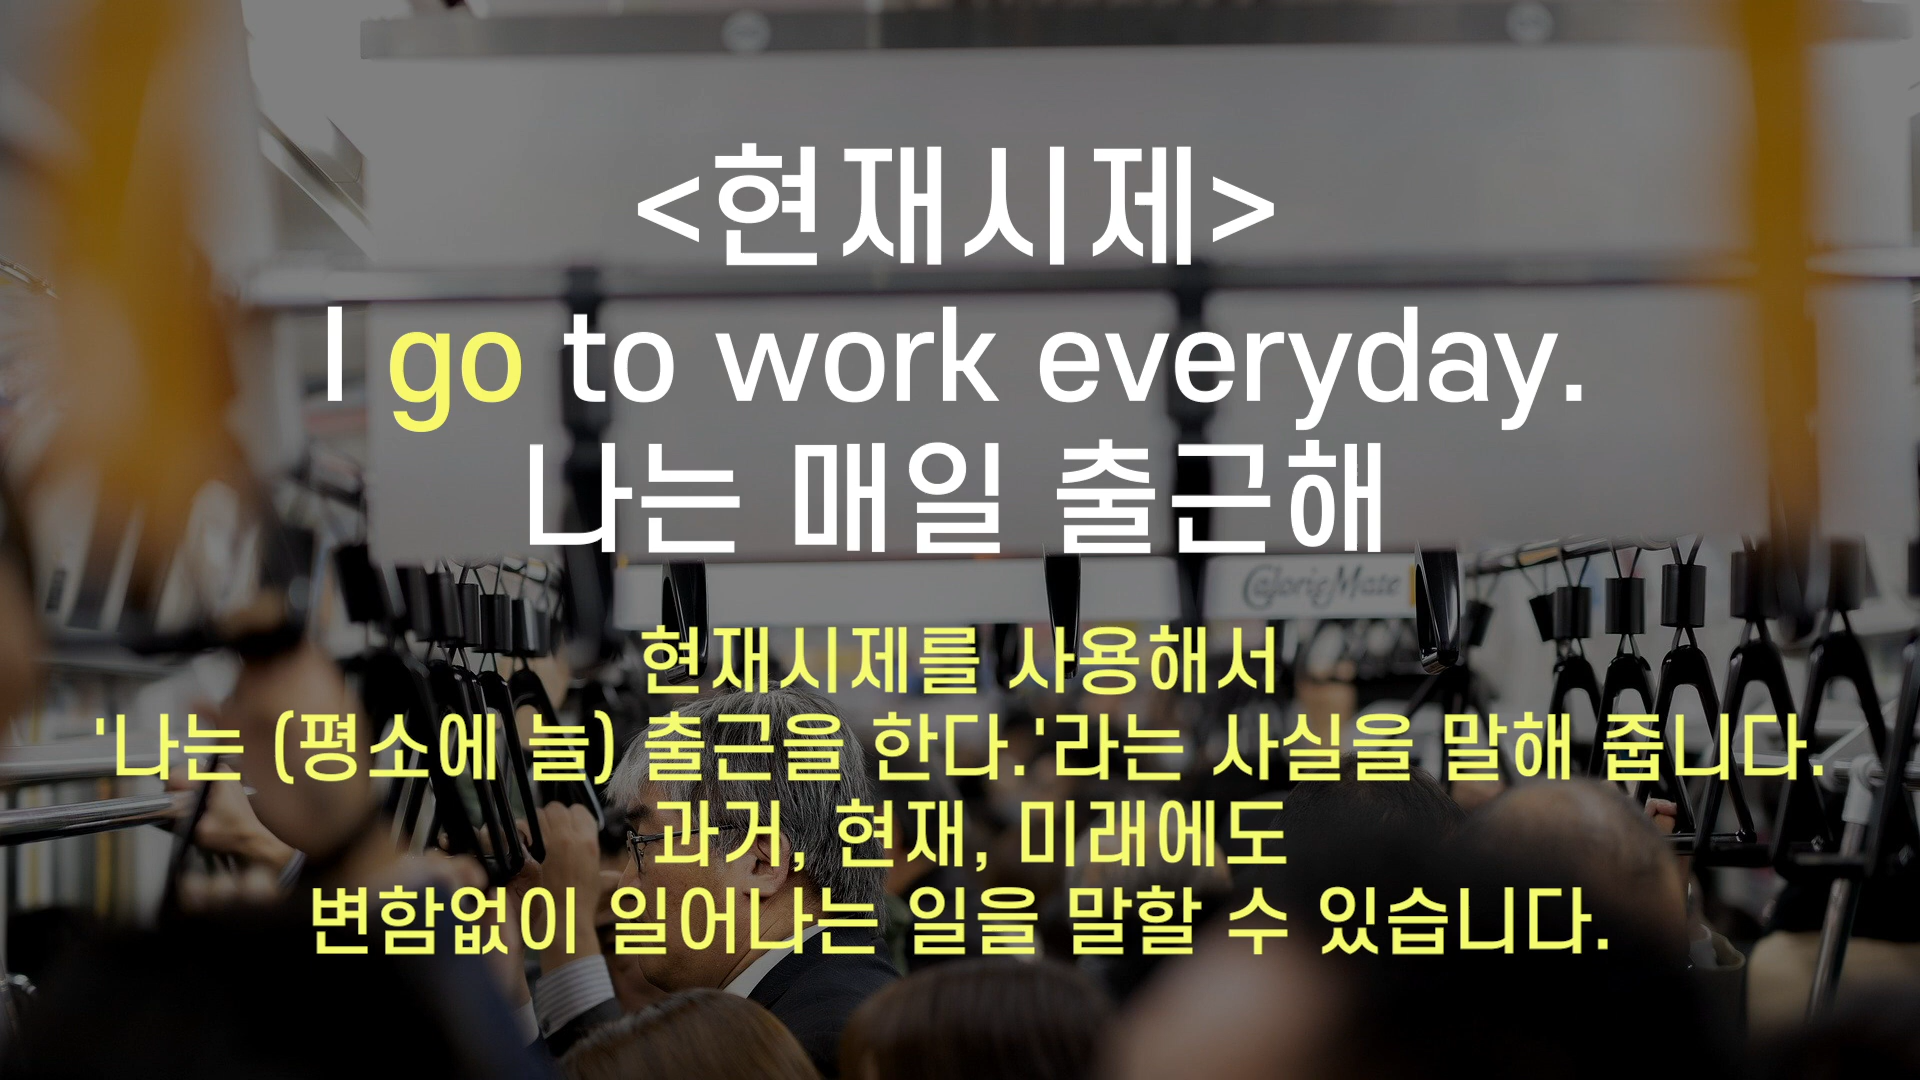 <현재시제>
I go to work everyday.
나는 매일 출근해
CalorieMate
현재시제를 사용해서
'나는 (평소에 늘) 출근을 한다.'라는 사실을 말해 줍니다.
과거, 현재, 미래에도
변함없이 일어나는 일을 말할 수 있습니다.